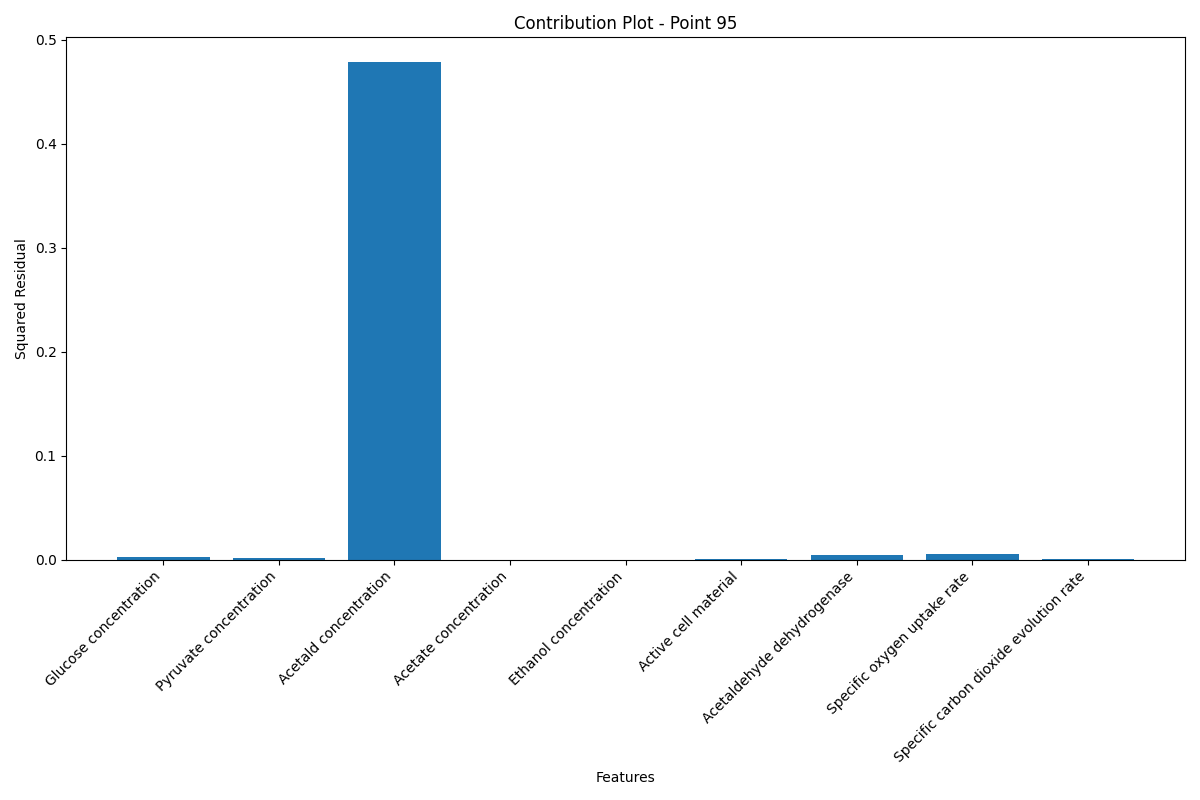 Contribution Plot - Point 95
0.5
0.4
0.3
0.2
0.1
0.0
Squared Residual
Glucose concentration
Pyruvate concentration
Acetald concentration
Acetate concentration
Ethanol concentration
Active cell material
Acetaldehyde dehydrogenase
Specific oxygen uptake rate
Specific carbon dioxide evolution rate
Features